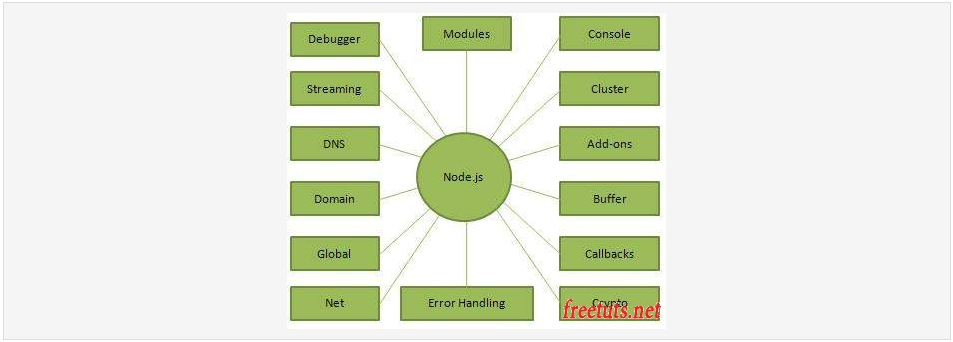 Debugger
Modules
Console
Streaming
Cluster
DNS
Add-ons
Node.js
Domain
Buffer
Global
Callbacks
Net
Error Handling
Crypto
freetuts.net